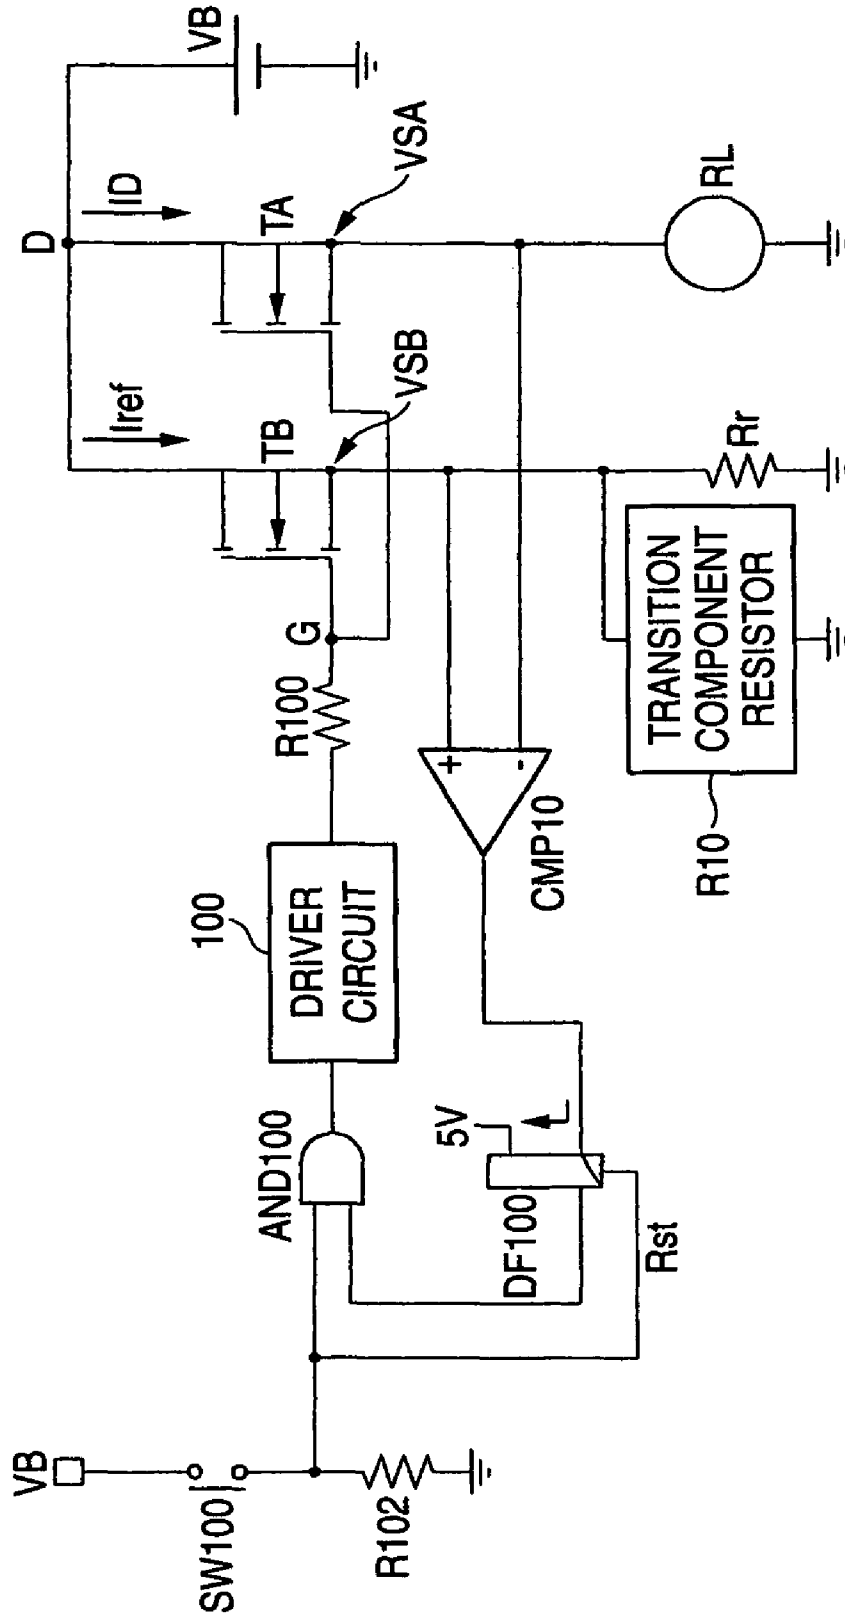 VB
D
ID
Iref
TA
VSA
TB
VSB
RL
Rr
G
R100
TRANSITION
COMPONENT
RESISTOR
R10
+
-
CMP10
100
DRIVER
CIRCUIT
AND100
5V
DF100
Rst
VB
SW100
R102